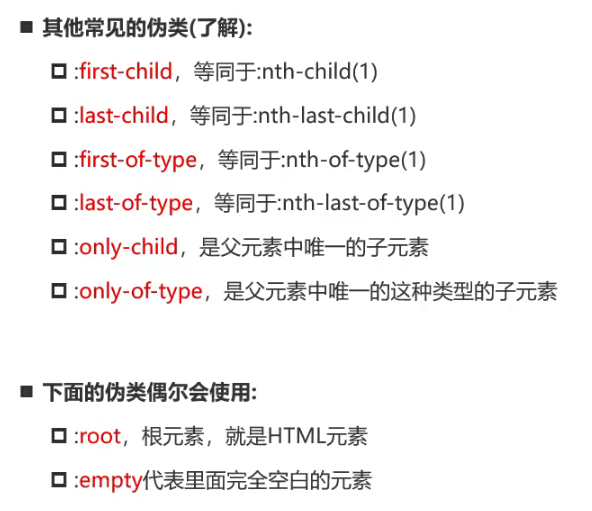 ■ 其他常见的伪类(了解):
:first-child，等同于:nth-child(1)
:last-child，等同于:nth-last-child(1)
:first-of-type，等同于:nth-of-type(1)
:last-of-type，等同于:nth-last-of-type(1)
:only-child，是父元素中唯一的子元素
:only-of-type，是父元素中唯一的这种类型的子元素
■ 下面的伪类偶尔会使用:
:root，根元素，就是HTML元素
:empty代表里面完全空白的元素